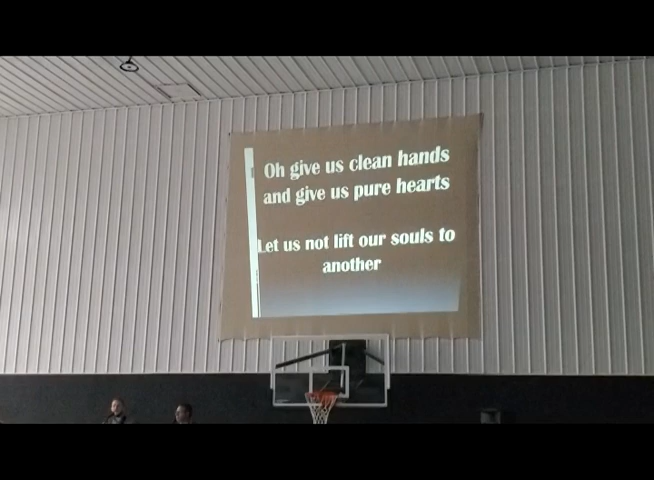 Oh give us clean hands
and give us pure hearts
Let us not lift our souls to
another